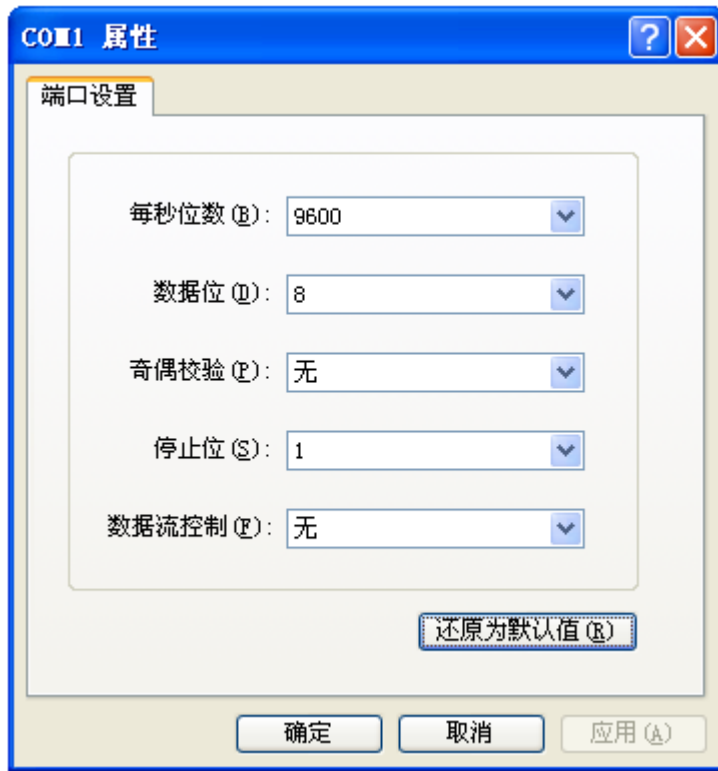 COM1 属性
端口设置
每秒位数(B): 9600
数据位(D): 8
奇偶校验(P): 无
停止位(S): 1
数据流控制(F): 无
还原为默认值(R)
确定 取消 应用(A)